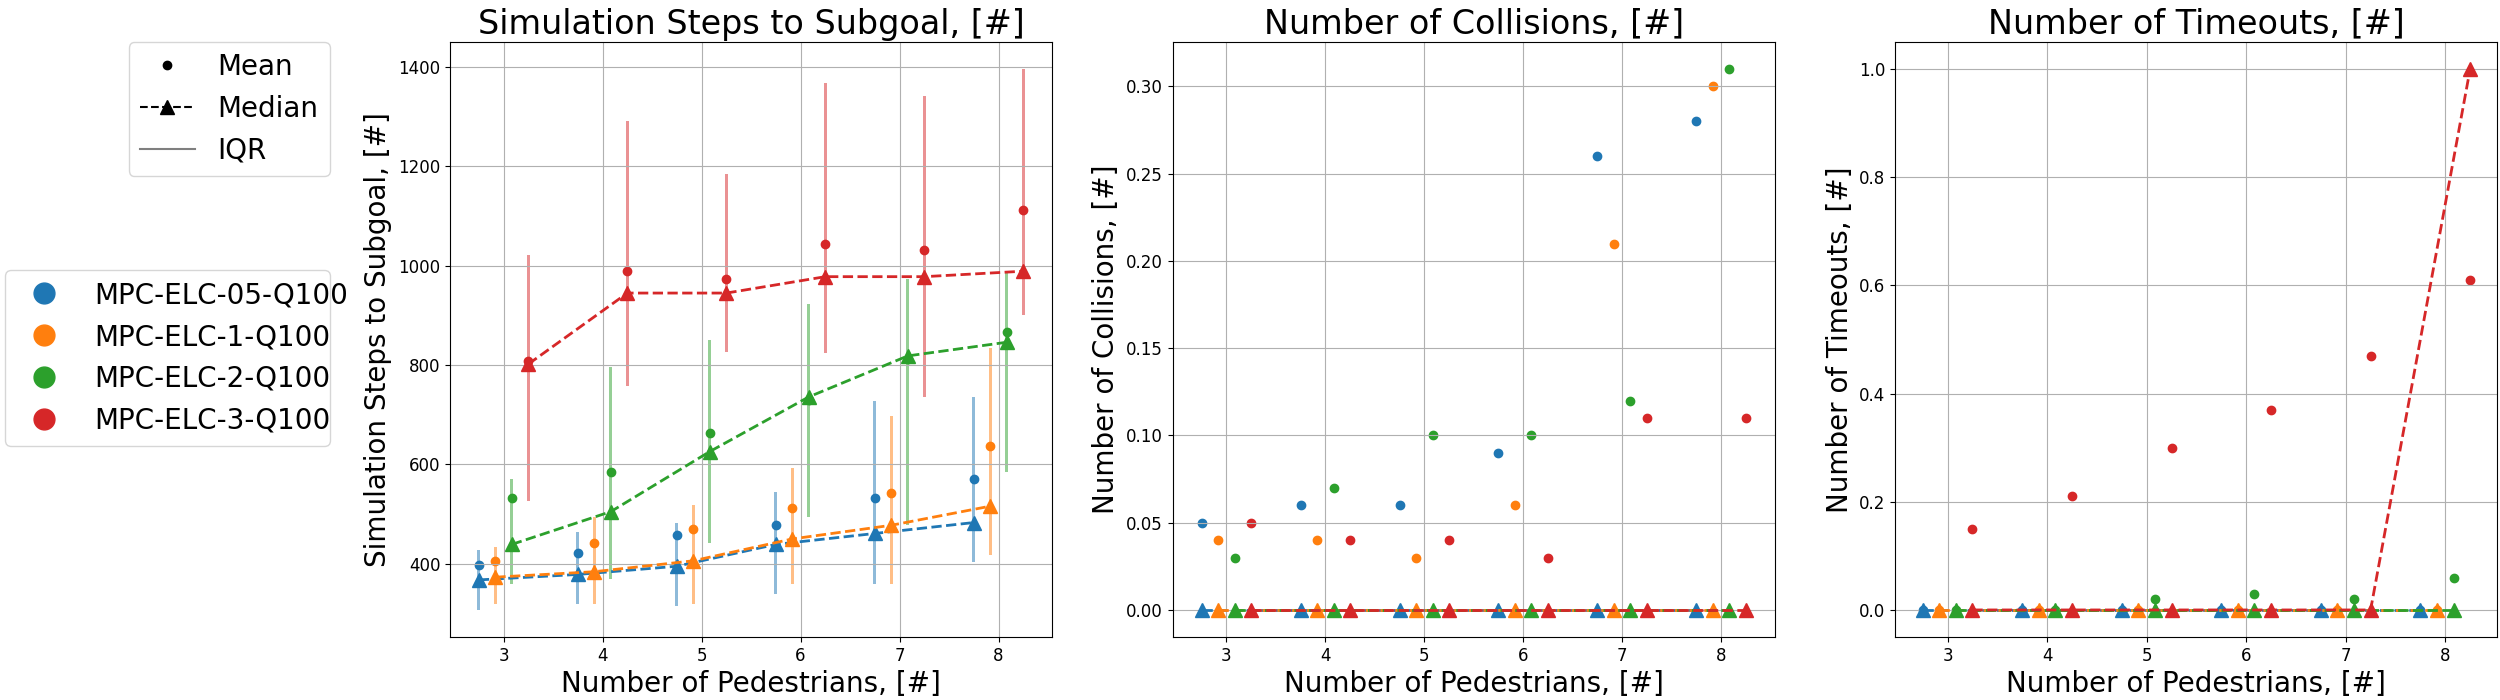 Mean
Median
IQR
MPC-ELC-05-Q100
MPC-ELC-1-Q100
MPC-ELC-2-Q100
MPC-ELC-3-Q100
Simulation Steps to Subgoal, [#]
Simulation Steps to Subgoal, [#]
1400
1200
1000
800
600
400
3 4 5 6 7 8
Number of Pedestrians, [#]
Number of Collisions, [#]
Number of Collisions, [#]
0.30
0.25
0.20
0.15
0.10
0.05
0.00
3 4 5 6 7 8
Number of Pedestrians, [#]
Number of Timeouts, [#]
Number of Timeouts, [#]
1.0
0.8
0.6
0.4
0.2
0.0
3 4 5 6 7 8
Number of Pedestrians, [#]